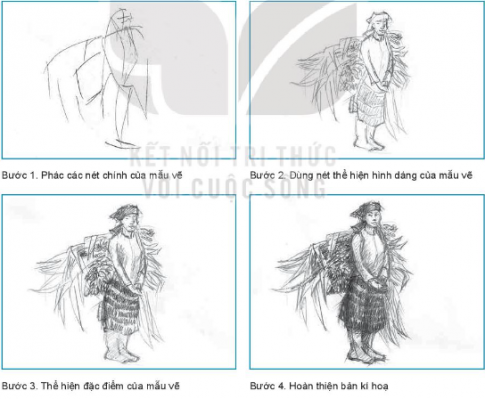 KẾT NỐI TRI THỨC
VỚI CUỘC SỐNG
Bước 1. Phác các nét chính của mẫu vẽ
Bước 2. Dùng nét thể hiện hình dáng của mẫu vẽ
Bước 3. Thể hiện đặc điểm của mẫu vẽ
Bước 4. Hoàn thiện bản kí hoạ